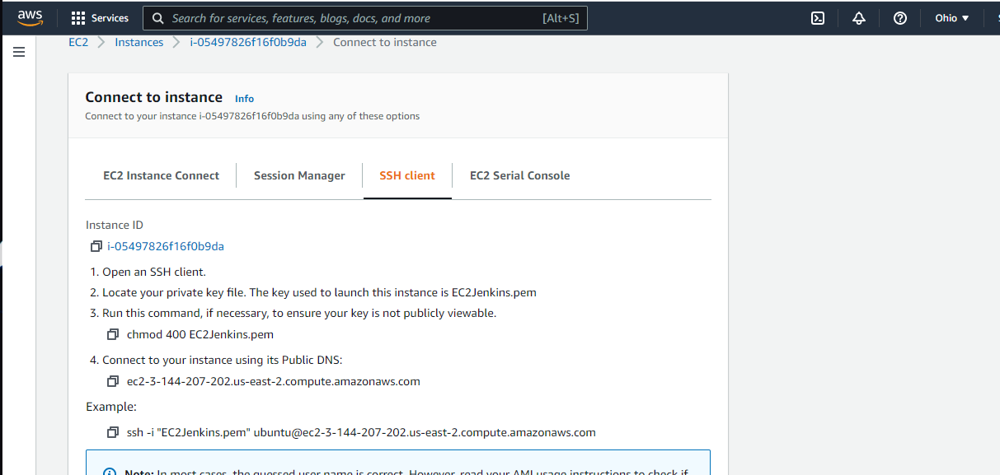 aws Services Search for services, features, blogs, docs, and more [Alt+S] Ohio
EC2 Instances i-05497826f16f0b9da Connect to instance
Connect to instance Info
Connect to your instance i-05497826f16f0b9da using any of these options
EC2 Instance Connect Session Manager SSH client EC2 Serial Console
Instance ID
i-05497826f16f0b9da
1. Open an SSH client.
2. Locate your private key file. The key used to launch this instance is EC2Jenkins.pem
3. Run this command, if necessary, to ensure your key is not publicly viewable.
chmod 400 EC2Jenkins.pem
4. Connect to your instance using its Public DNS:
ec2-3-144-207-202.us-east-2.compute.amazonaws.com
Example:
ssh -i "EC2Jenkins.pem" ubuntu@ec2-3-144-207-202.us-east-2.compute.amazonaws.com
Note: In most cases, the guessed user name is correct. However, read your AMI usage instructions to check if